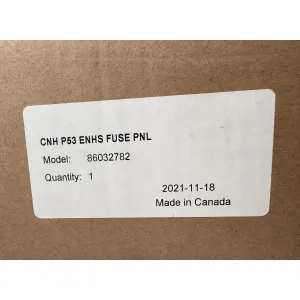 CNH P53 ENHS FUSE PNL
Model: 86032782
Quantity: 1
2021-11-18
Made in Canada